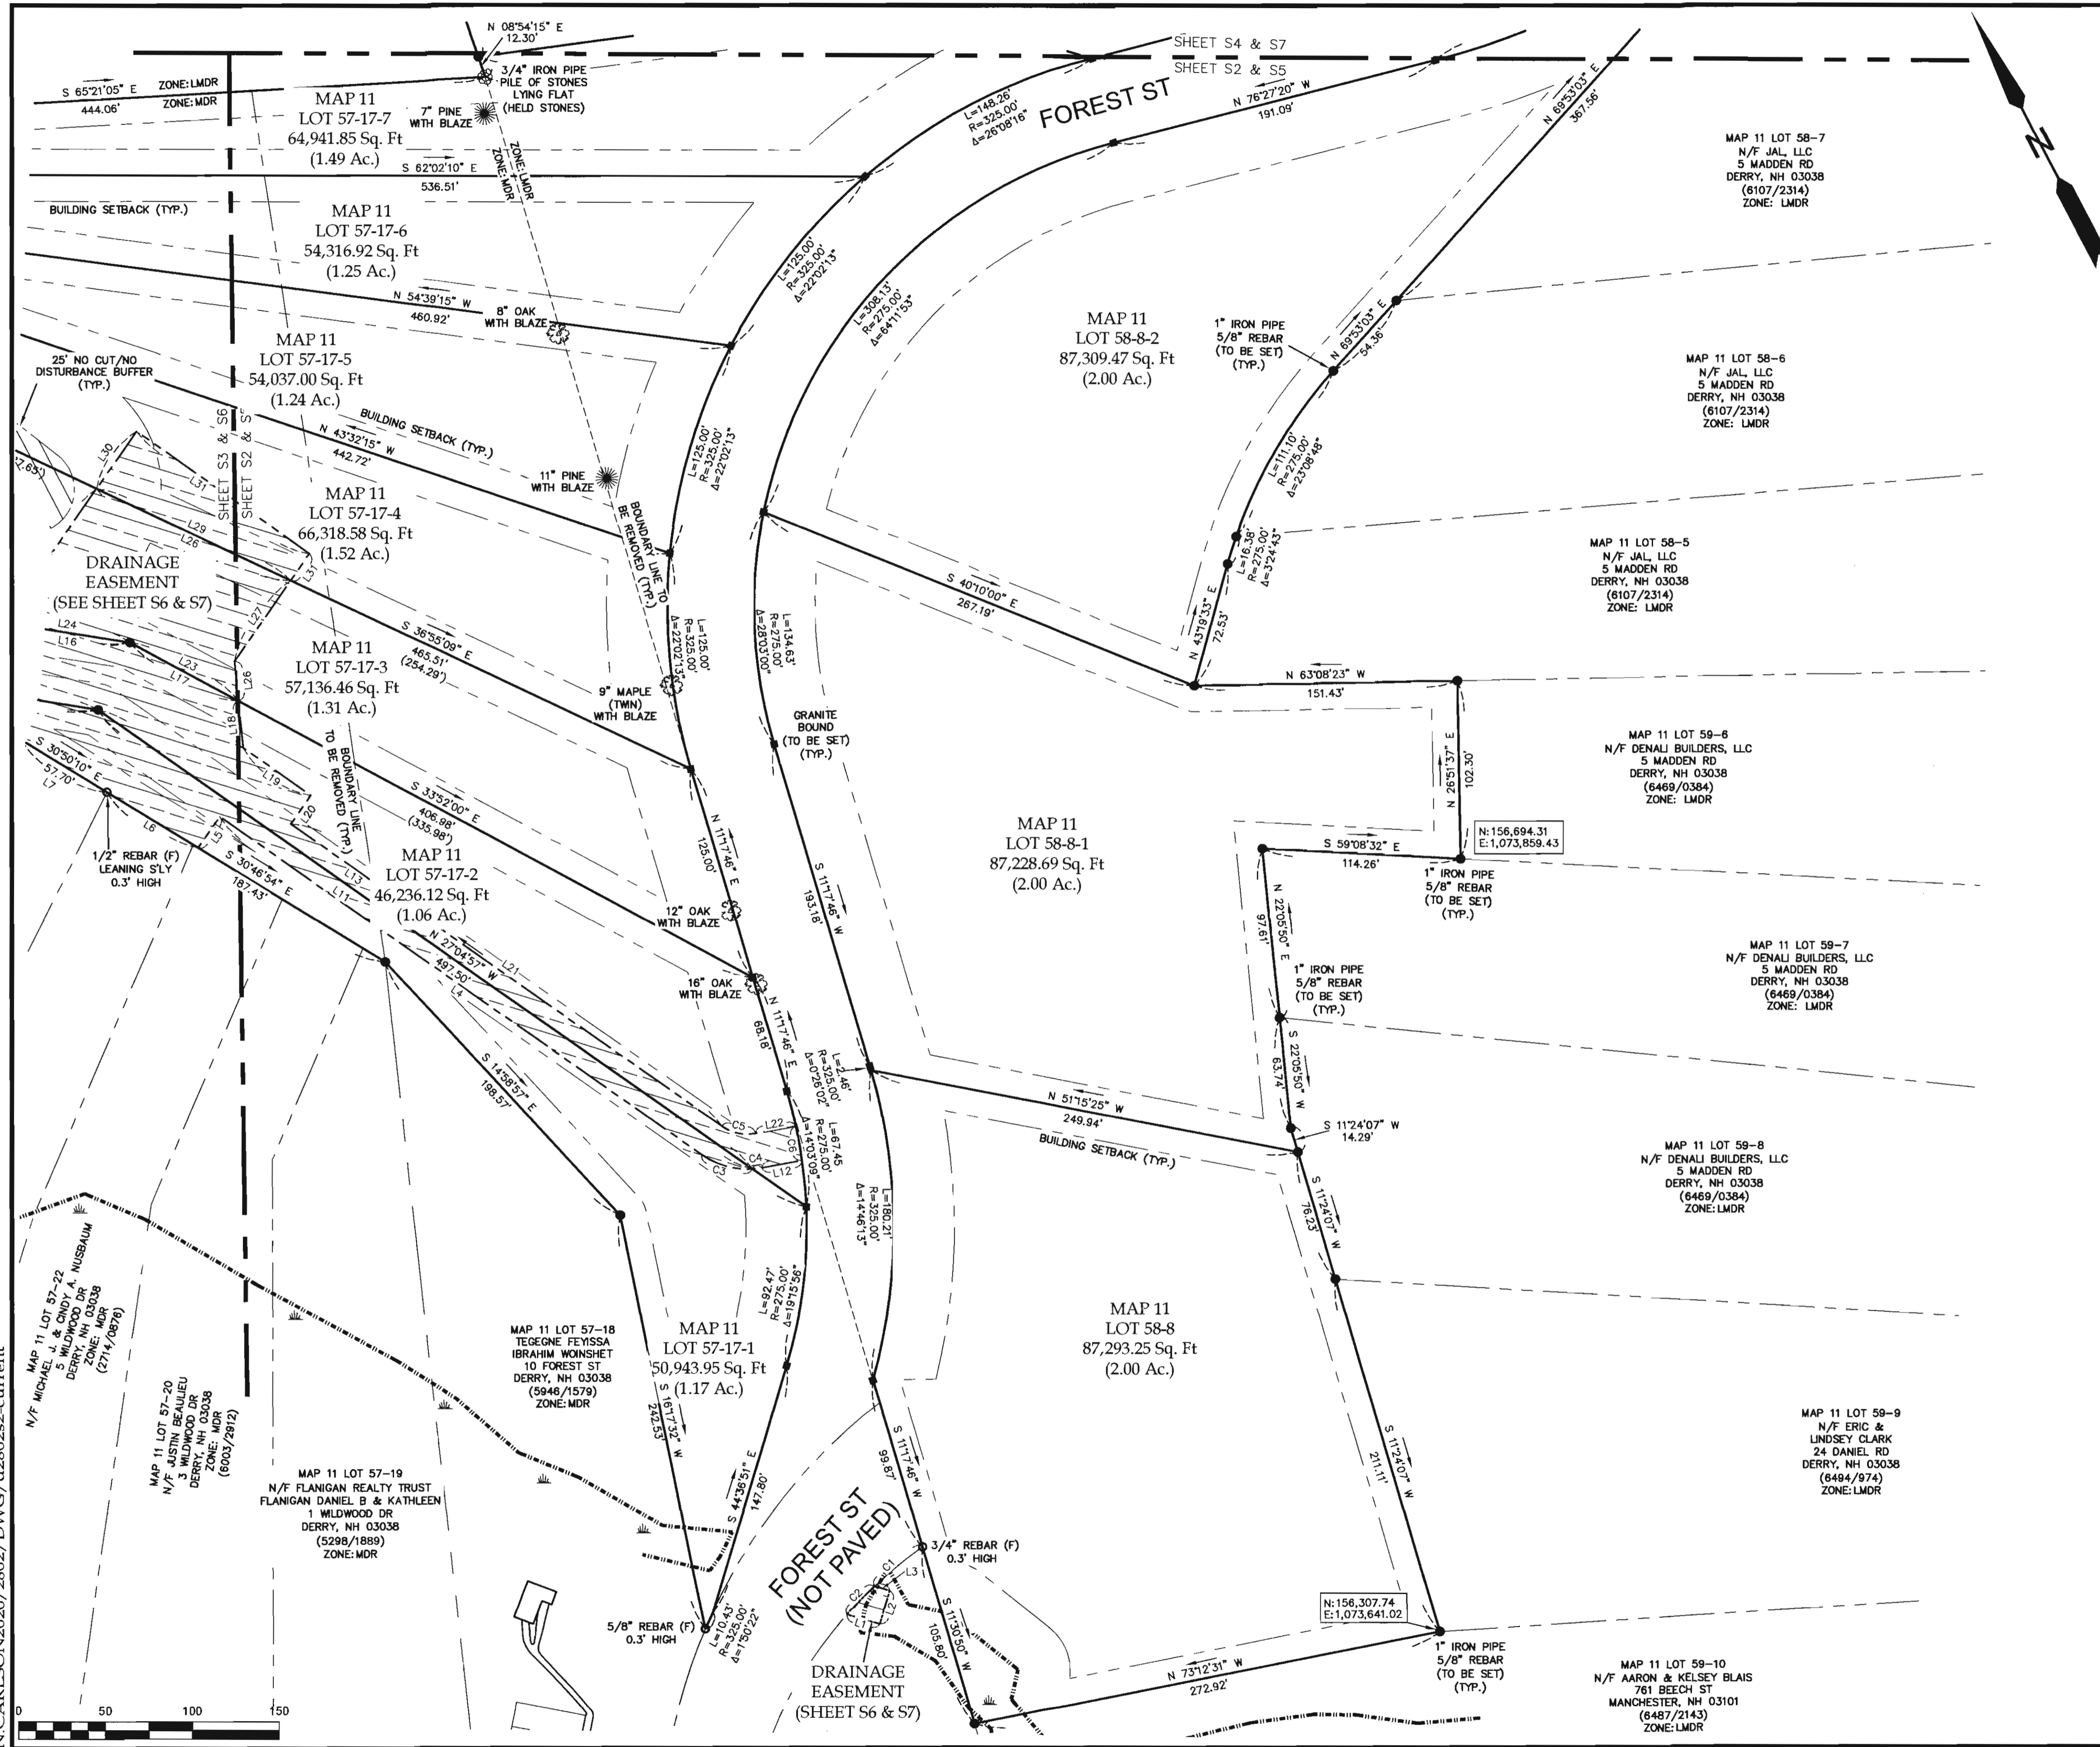 N 08°54'15" E
12.30'
SHEET S4 & S7
SHEET S2 & S5
S 65°21'05" E
444.06'
ZONE:LMDR
ZONE:MDR
3/4" IRON PIPE
PILE OF STONES
LYING FLAT
(HELD STONES)
7" PINE
WITH BLAZE
MAP 11
LOT 57-17-7
64,941.85 Sq. Ft
(1.49 Ac.)
ZONE:LMDR
ZONE:MDR
S 62°02'10" E
536.51'
L=148.26'
R=325.00'
Δ=26°08'16"
FOREST ST
N 76°27'20" W
191.09'
N 69°53'03" E
367.56'
N
MAP 11 LOT 58-7
N/F JAL, LLC
5 MADDEN RD
DERRY, NH 03038
(6107/2314)
ZONE: LMDR
BUILDING SETBACK (TYP.)
MAP 11
LOT 57-17-6
54,316.92 Sq. Ft
(1.25 Ac.)
L=125.00'
R=325.00'
Δ=22°02'13"
L=308.13'
R=275.00'
Δ=64°11'53"
N 54°39'15" W
460.92'
8" OAK
WITH BLAZE
MAP 11
LOT 58-8-2
87,309.47 Sq. Ft
(2.00 Ac.)
1" IRON PIPE
5/8" REBAR
(TO BE SET)
(TYP.)
N 69°53'03" E
54.36'
MAP 11 LOT 58-6
N/F JAL, LLC
5 MADDEN RD
DERRY, NH 03038
(6107/2314)
ZONE: LMDR
25' NO CUT/NO
DISTURBANCE BUFFER
(TYP.)
MAP 11
LOT 57-17-5
54,037.00 Sq. Ft
(1.24 Ac.)
BUILDING SETBACK (TYP.)
N 43°32'15" W
442.72'
SHEET S3 & S6
SHEET S2 & S5
L=125.00'
R=325.00'
Δ=22°02'13"
L=111.10'
R=275.00'
Δ=23°08'48"
L30
L31
11" PINE
WITH BLAZE
BOUNDARY LINE TO
BE REMOVED (TYP.)
MAP 11
LOT 57-17-4
66,318.58 Sq. Ft
(1.52 Ac.)
L29
L26
L31
L=16.38'
R=275.00'
Δ=3°24'43"
MAP 11 LOT 58-5
N/F JAL, LLC
5 MADDEN RD
DERRY, NH 03038
(6107/2314)
ZONE: LMDR
DRAINAGE
EASEMENT
(SEE SHEET S6 & S7)
L27
L24
L16
L23
L17
L26
L18
S 40°10'00" E
267.19'
N 43°19'33" E
72.53'
S 36°55'09" E
465.51'
(254.29')
L=125.00'
R=325.00'
Δ=22°02'13"
L=134.63'
R=275.00'
Δ=28°03'00"
MAP 11
LOT 57-17-3
57,136.46 Sq. Ft
(1.31 Ac.)
N 63°08'23" W
151.43'
9" MAPLE
(TWIN)
WITH BLAZE
GRANITE
BOUND
(TO BE SET)
(TYP.)
BOUNDARY LINE
TO BE REMOVED (TYP.)
N 26°51'37" E
102.30'
MAP 11 LOT 59-6
N/F DENALI BUILDERS, LLC
5 MADDEN RD
DERRY, NH 03038
(6469/0384)
ZONE: LMDR
S 30°50'10" E
57.70'
L7
L6
L5
L19
L20
S 33°52'00" E
406.98'
(335.98')
1/2" REBAR (F)
LEANING S'LY
0.3' HIGH
S 30°46'54" E
187.43'
L13
L11
MAP 11
LOT 57-17-2
46,236.12 Sq. Ft
(1.06 Ac.)
N 11°17'46" E
125.00'
S 11°17'46" W
193.18'
MAP 11
LOT 58-8-1
87,228.69 Sq. Ft
(2.00 Ac.)
S 59°08'32" E
114.26'
N:156,694.31
E:1,073,859.43
1" IRON PIPE
5/8" REBAR
(TO BE SET)
(TYP.)
12" OAK
WITH BLAZE
N 22°05'50" E
97.61'
N 27°04'57" W
497.50'
L21
L4
16" OAK
WITH BLAZE
N 11°17'46" E
68.18'
1" IRON PIPE
5/8" REBAR
(TO BE SET)
(TYP.)
MAP 11 LOT 59-7
N/F DENALI BUILDERS, LLC
5 MADDEN RD
DERRY, NH 03038
(6469/0384)
ZONE: LMDR
S 14°58'57" E
198.57'
L=2.46'
R=325.00'
Δ=0°26'02"
L=67.45
R=275.00'
Δ=14°03'09"
N 51°15'25" W
249.94'
BUILDING SETBACK (TYP.)
S 22°05'50" W
63.74'
S 11°24'07" W
14.29'
C5
L22
C6
C4
C3
L12
MAP 11 LOT 59-8
N/F DENALI BUILDERS, LLC
5 MADDEN RD
DERRY, NH 03038
(6469/0384)
ZONE:LMDR
S 11°24'07" W
76.23'
L=180.21'
R=325.00'
Δ=14°46'13"
L=92.47'
R=275.00'
Δ=19°15'56"
MAP 11 LOT 57-22
N/F MICHAEL J. & CINDY A. NUSBAUM
5 WILDWOOD DR
DERRY, NH 03038
ZONE: MDR
(2714/0876)
MAP 11 LOT 57-18
TEGEGNE FEYISSA
IBRAHIM WOINSHET
10 FOREST ST
DERRY, NH 03038
(5946/1579)
ZONE:MDR
MAP 11
LOT 57-17-1
50,943.95 Sq. Ft
(1.17 Ac.)
S 16°17'32" W
242.53'
MAP 11
LOT 58-8
87,293.25 Sq. Ft
(2.00 Ac.)
MAP 11 LOT 57-20
N/F JUSTIN BEAULIEU
3 WILDWOOD DR
DERRY, NH 03038
ZONE: MDR
(6003/2912)
MAP 11 LOT 57-19
N/F FLANIGAN REALTY TRUST
FLANIGAN DANIEL B & KATHLEEN
1 WILDWOOD DR
DERRY, NH 03038
(5298/1889)
ZONE:MDR
S 44°36'51" E
147.80'
S 11°17'46" W
99.87'
S 11°24'07" W
211.11'
MAP 11 LOT 59-9
N/F ERIC &
LINDSEY CLARK
24 DANIEL RD
DERRY, NH 03038
(6494/974)
ZONE:LMDR
FOREST ST
(NOT PAVED)
3/4" REBAR (F)
0.3' HIGH
C1
L3
C2
L2
L1
5/8" REBAR (F)
0.3' HIGH
L=10.43'
R=325.00'
Δ=1°50'22"
S 11°30'50" W
105.80'
N:156,307.74
E:1,073,641.02
1" IRON PIPE
5/8" REBAR
(TO BE SET)
(TYP.)
N 73°12'31" W
272.92'
DRAINAGE
EASEMENT
(SHEET S6 & S7)
MAP 11 LOT 59-10
N/F AARON & KELSEY BLAIS
761 BEECH ST
MANCHESTER, NH 03101
(6487/2143)
ZONE:LMDR
0 50 100 150